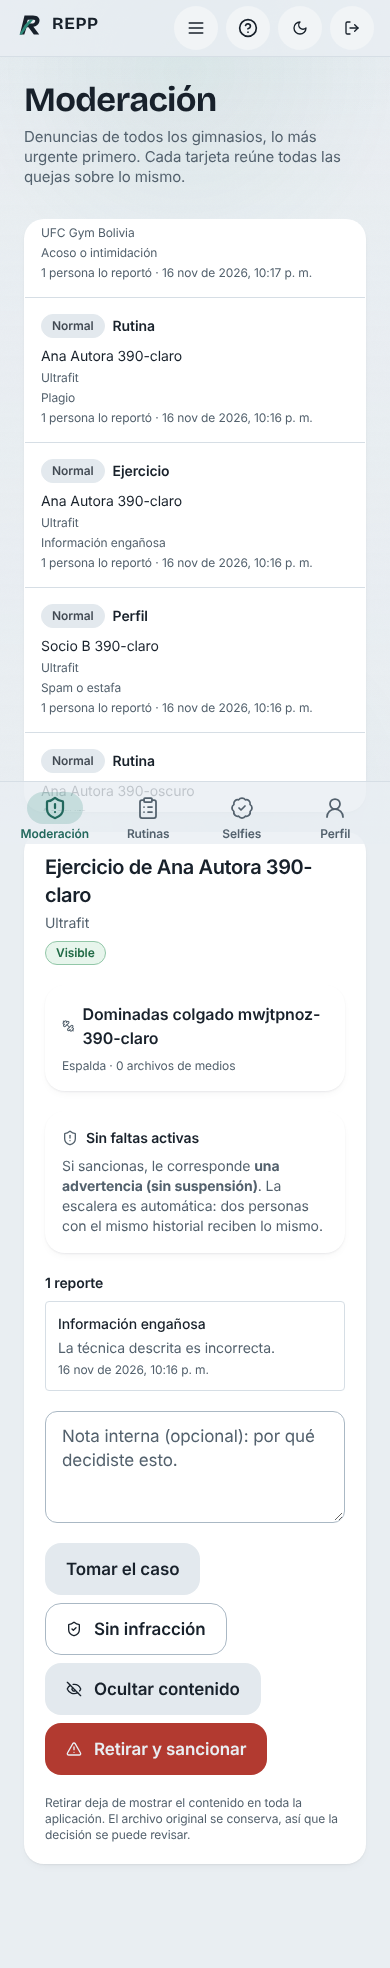 REPP
Moderación
Denuncias de todos los gimnasios, lo más
urgente primero. Cada tarjeta reúne todas las
quejas sobre lo mismo.
UFC Gym Bolivia
Acoso o intimidación
1 persona lo reportó · 16 nov de 2026, 10:17 p. m.
Normal Rutina
Ana Autora 390-claro
Ultrafit
Plagio
1 persona lo reportó · 16 nov de 2026, 10:16 p. m.
Normal Ejercicio
Ana Autora 390-claro
Ultrafit
Información engañosa
1 persona lo reportó · 16 nov de 2026, 10:16 p. m.
Normal Perfil
Socio B 390-claro
Ultrafit
Spam o estafa
1 persona lo reportó · 16 nov de 2026, 10:16 p. m.
Normal Rutina
Ana Autora 390-oscuro
Moderación Rutinas Selfies Perfil
Ejercicio de Ana Autora 390-
claro
Ultrafit
Visible
Dominadas colgado mwjtpnoz-
390-claro
Espalda · 0 archivos de medios
Sin faltas activas
Si sancionas, le corresponde una
advertencia (sin suspensión). La
escalera es automática: dos personas
con el mismo historial reciben lo mismo.
1 reporte
Información engañosa
La técnica descrita es incorrecta.
16 nov de 2026, 10:16 p. m.
Nota interna (opcional): por qué
decidiste esto.
Tomar el caso
Sin infracción
Ocultar contenido
Retirar y sancionar
Retirar deja de mostrar el contenido en toda la
aplicación. El archivo original se conserva, así que la
decisión se puede revisar.